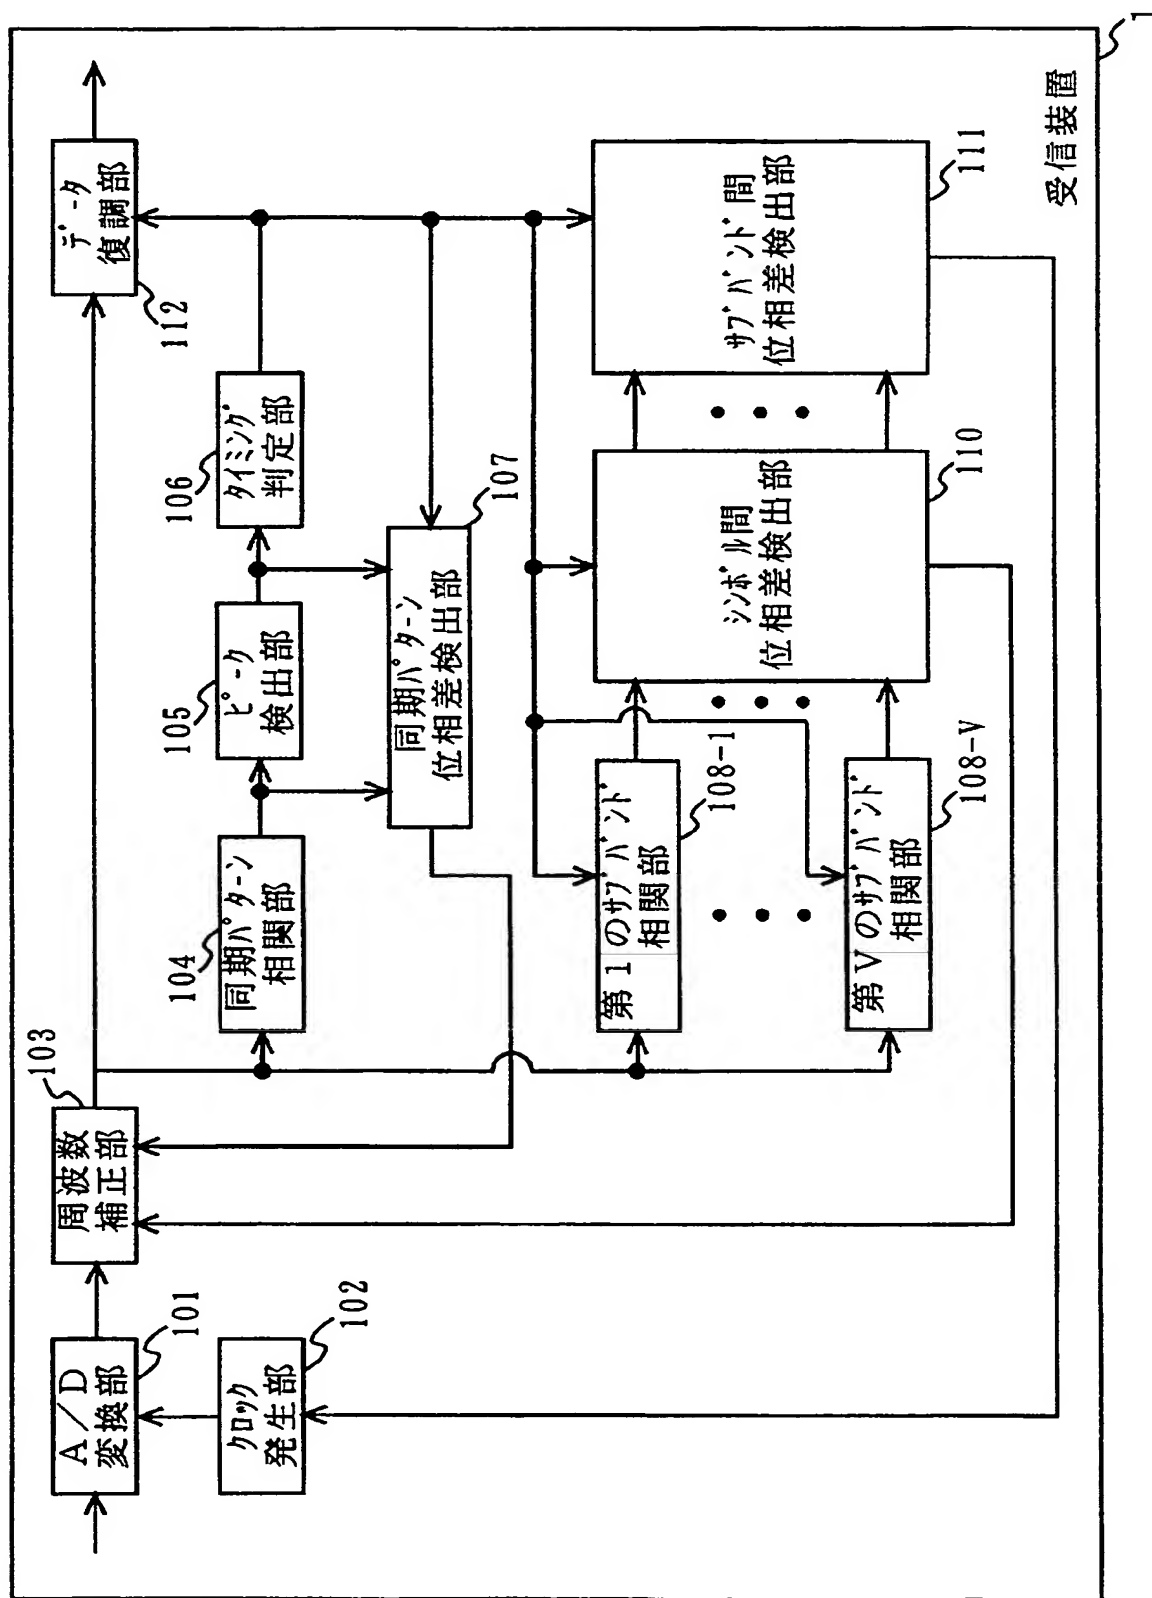 A/D
変換部
101
クロック
発生部
102
周波数
補正部
103
同期パターン
相関部
104
ピーク
検出部
105
タイミング
判定部
106
同期パターン
位相差検出部
107
データ
復調部
112
第1のサブバンド
相関部
108-1
第Vのサブバンド
相関部
108-V
シンボル間
位相差検出部
110
サブバンド間
位相差検出部
111
受信装置
1